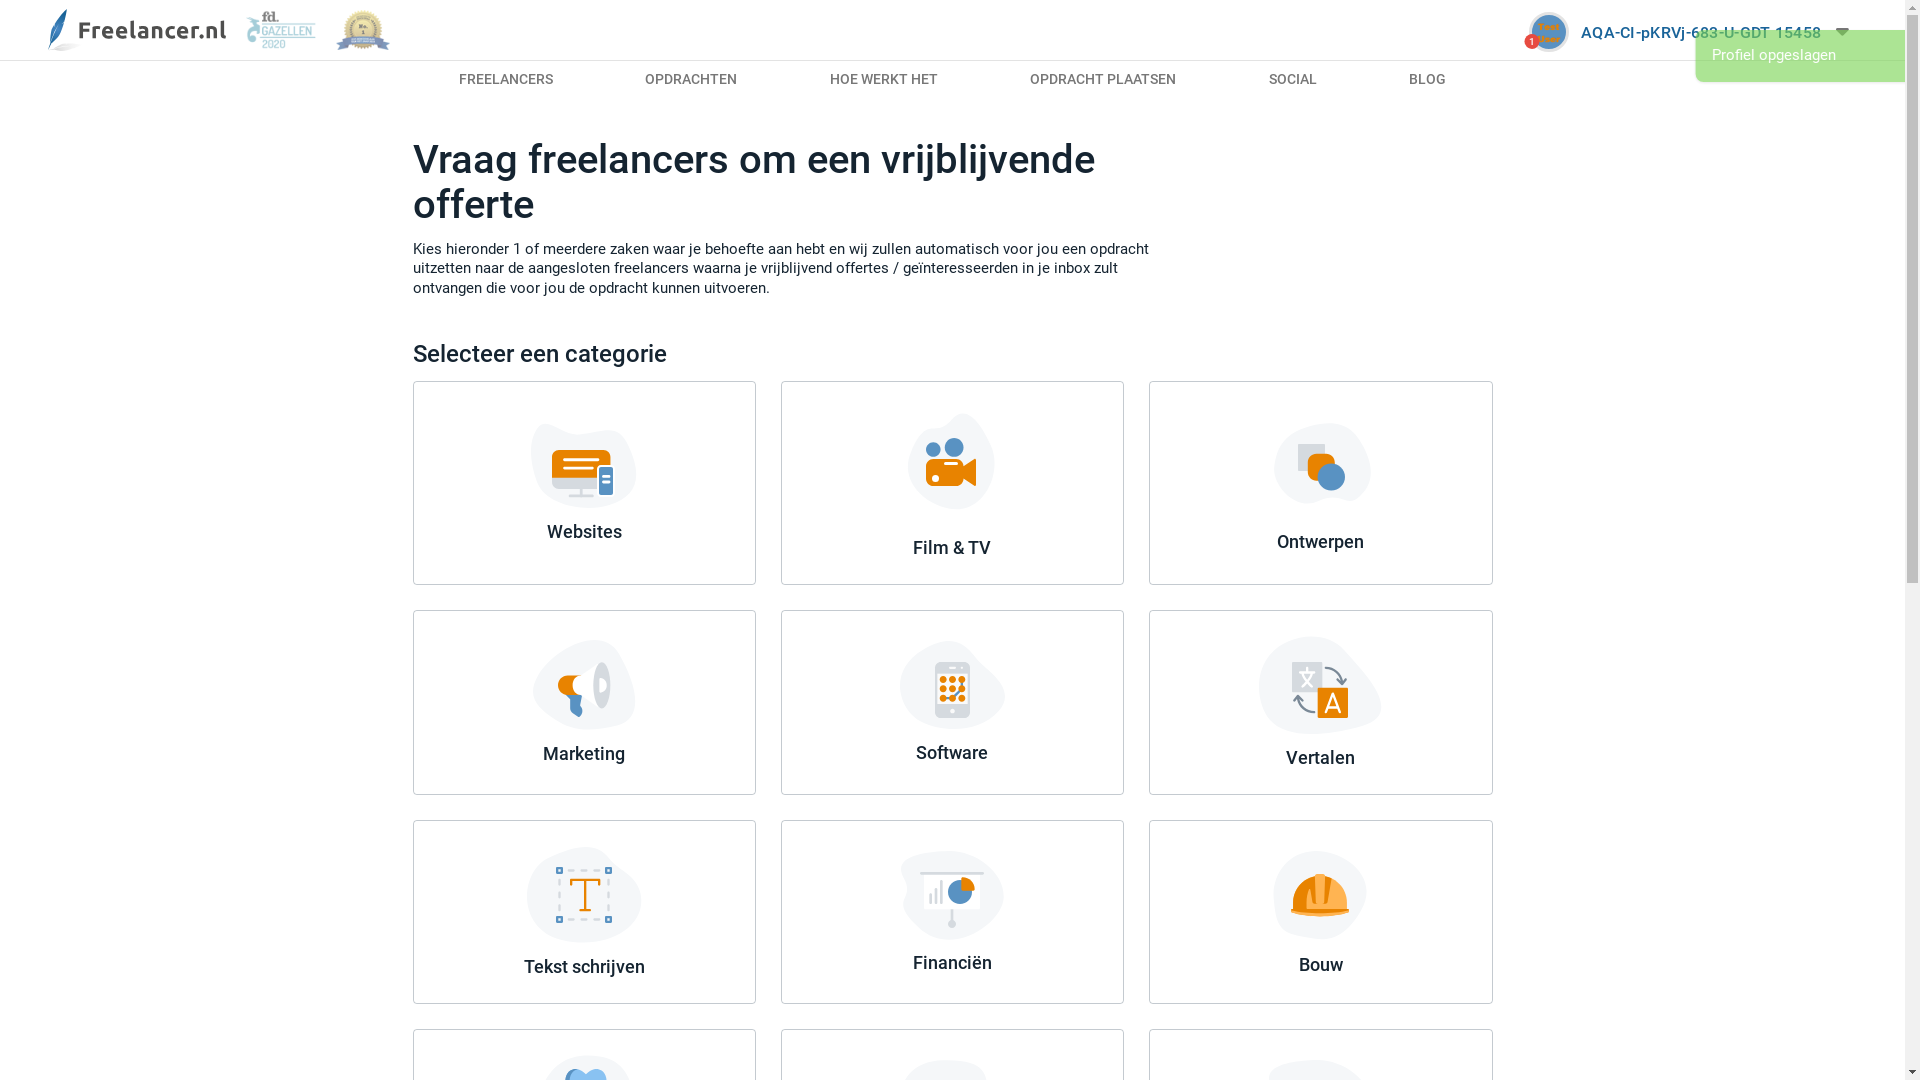 Freelancer.nl
fd.
GAZELLEN
2020
No.
1
1
AQA-CI-pKRVj-683-U-GDT 15458
Profiel opgeslagen
FREELANCERS
OPDRACHTEN
HOE WERKT HET
OPDRACHT PLAATSEN
SOCIAL
BLOG
Vraag freelancers om een vrijblijvende
offerte
Kies hieronder 1 of meerdere zaken waar je behoefte aan hebt en wij zullen automatisch voor jou een opdracht
uitzetten naar de aangesloten freelancers waarna je vrijblijvend offertes / geïnteresseerden in je inbox zult
ontvangen die voor jou de opdracht kunnen uitvoeren.
Selecteer een categorie
Websites
Film & TV
Ontwerpen
Marketing
Software
Vertalen
Tekst schrijven
Financiën
Bouw